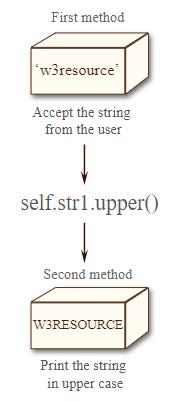 First method
‘w3resource’
Accept the string
from the user
self.str1.upper()
Second method
W3RESOURCE
Print the string
in upper case